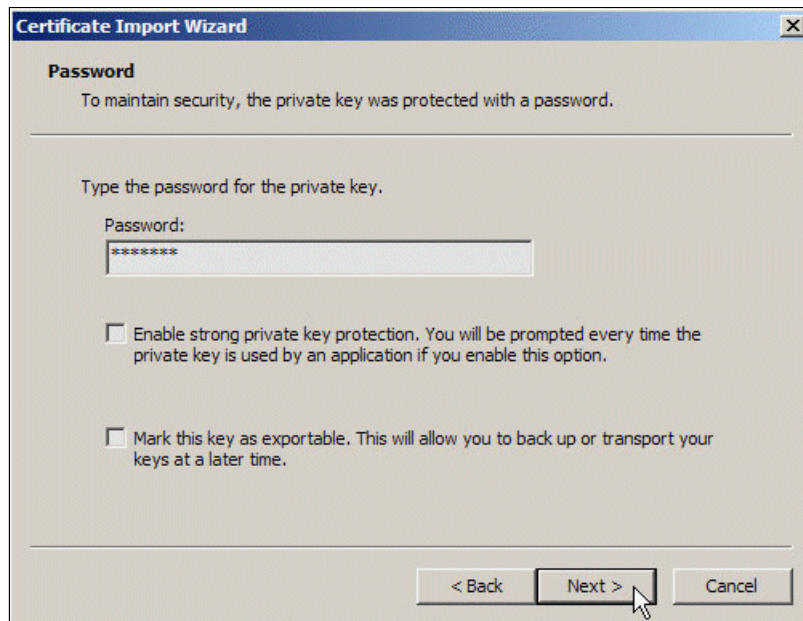 Certificate Import Wizard
Password
To maintain security, the private key was protected with a password.
Type the password for the private key.
Password:
*******
Enable strong private key protection. You will be prompted every time the
private key is used by an application if you enable this option.
Mark this key as exportable. This will allow you to back up or transport your
keys at a later time.
< Back Next > Cancel